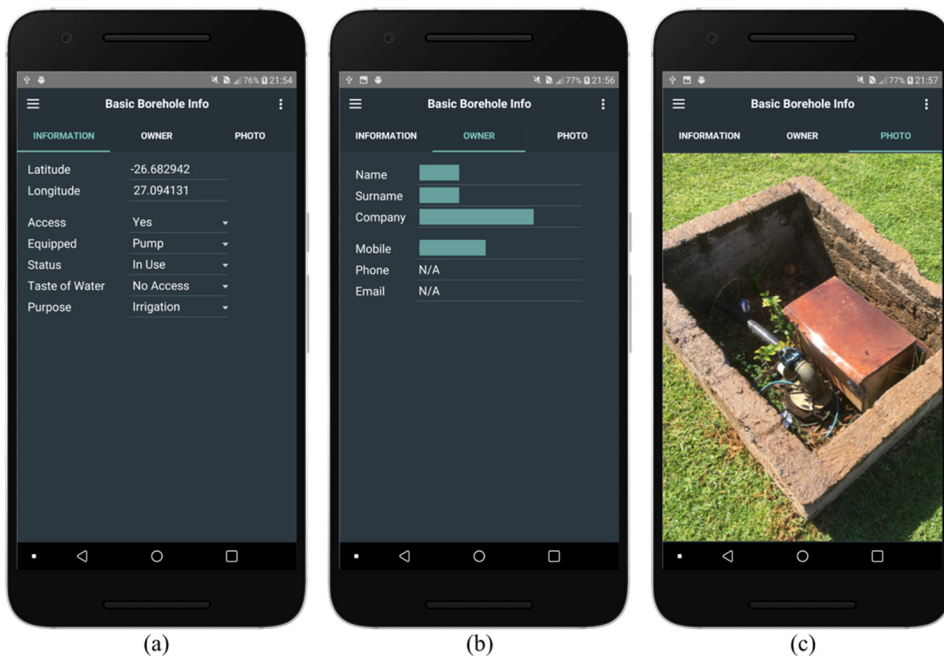 76% 21:54
Basic Borehole Info
INFORMATION OWNER PHOTO
Latitude -26.682942
Longitude 27.094131
Access Yes
Equipped Pump
Status In Use
Taste of Water No Access
Purpose Irrigation
(a)
77% 21:56
Basic Borehole Info
INFORMATION OWNER PHOTO
Name
Surname
Company
Mobile
Phone N/A
Email N/A
(b)
77% 21:57
Basic Borehole Info
INFORMATION OWNER PHOTO
(c)